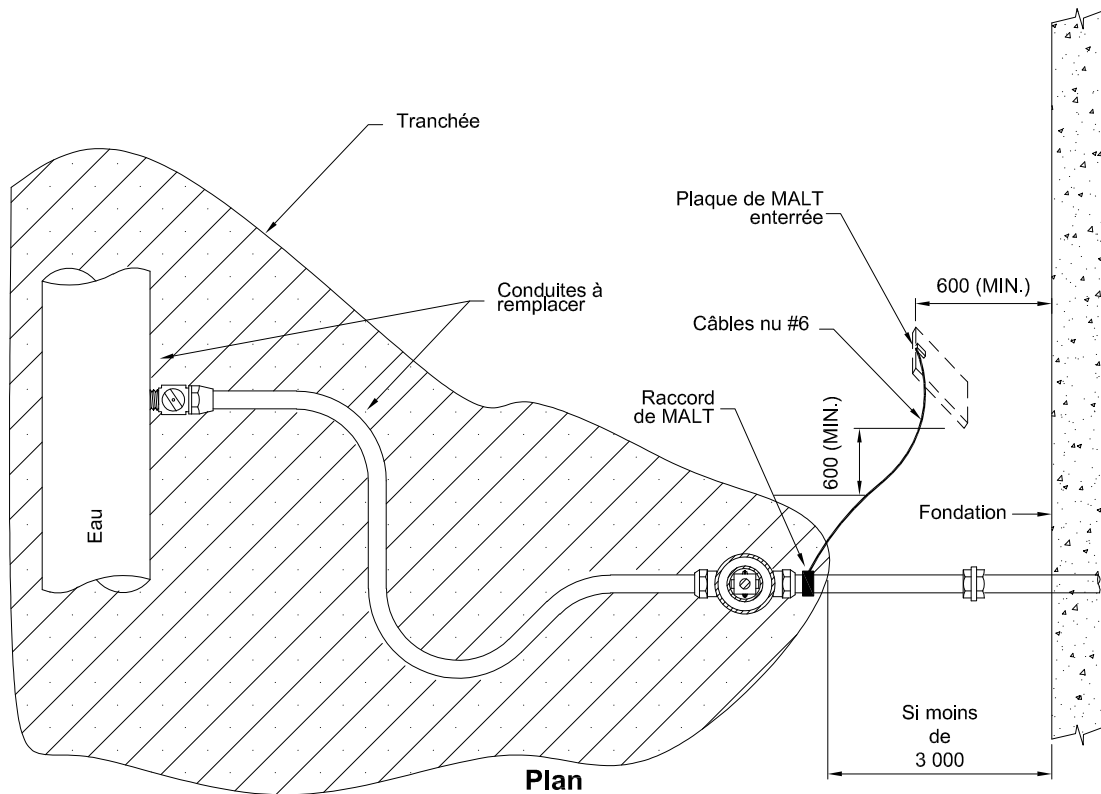 Tranchée
Plaque de MALT
enterrée
600 (MIN.)
Conduites à
remplacer
Câbles nu #6
Raccord
de MALT
600 (MIN.)
Fondation
Eau
Si moins
de
3 000
Plan